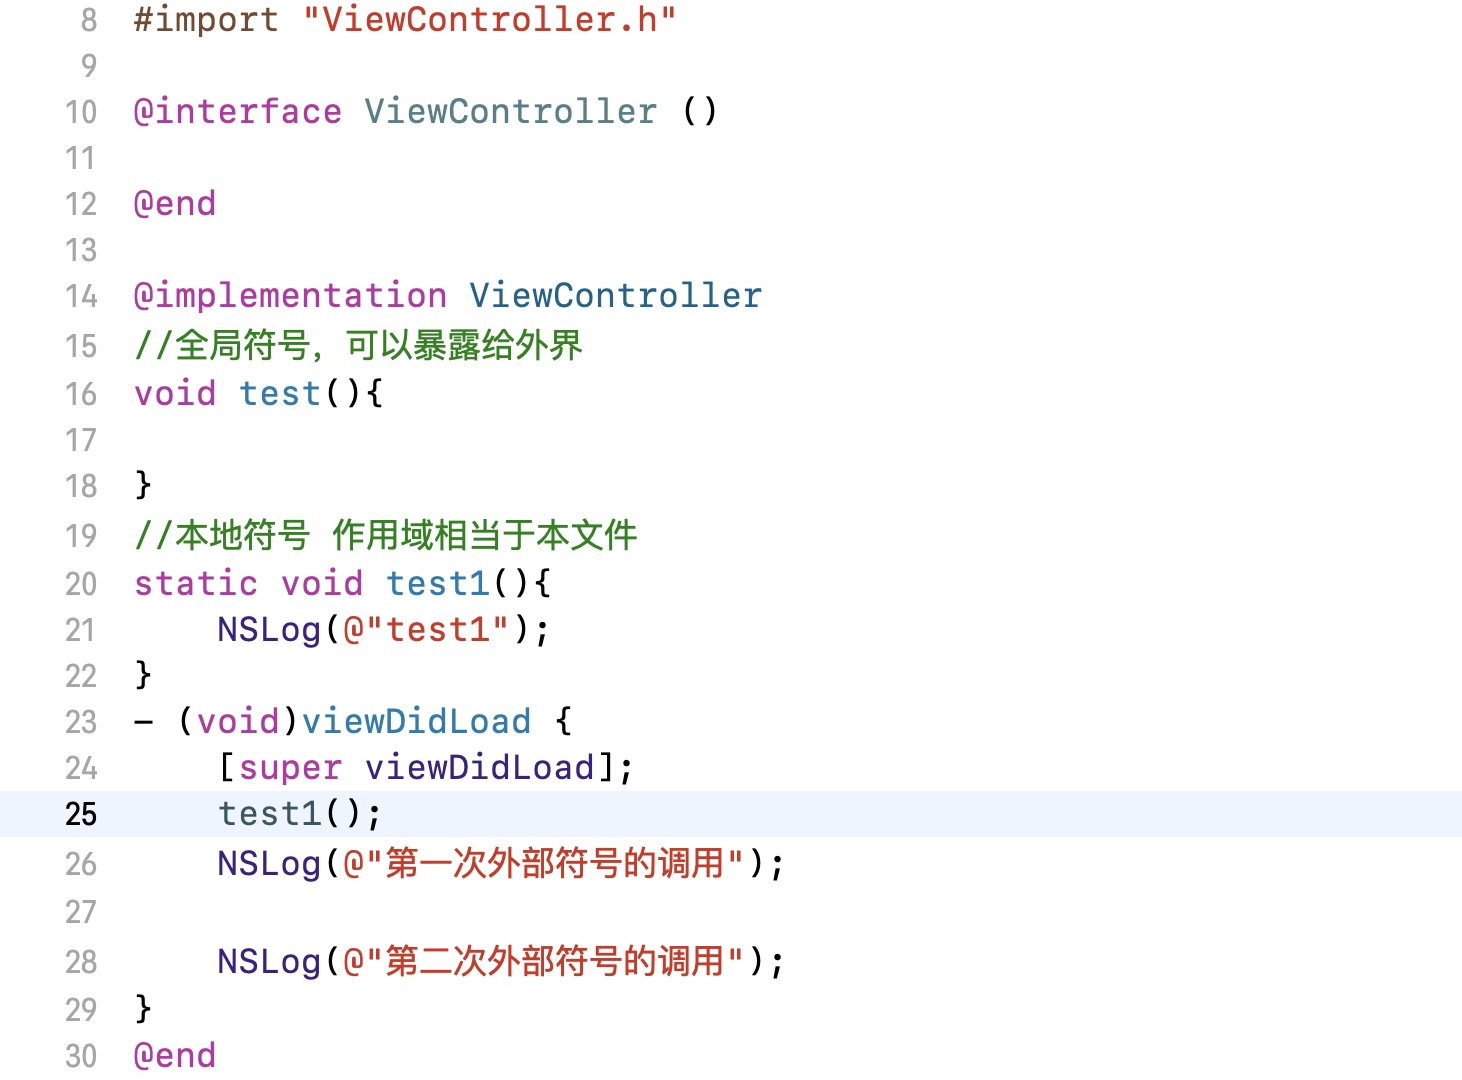 8 #import "ViewController.h"
9
10 @interface ViewController ()
11
12 @end
13
14 @implementation ViewController
15 //全局符号，可以暴露给外界
16 void test(){
17
18 }
19 //本地符号 作用域相当于本文件
20 static void test1(){
21     NSLog(@"test1");
22 }
23 - (void)viewDidLoad {
24     [super viewDidLoad];
25     test1();
26     NSLog(@"第一次外部符号的调用");
27
28     NSLog(@"第二次外部符号的调用");
29 }
30 @end